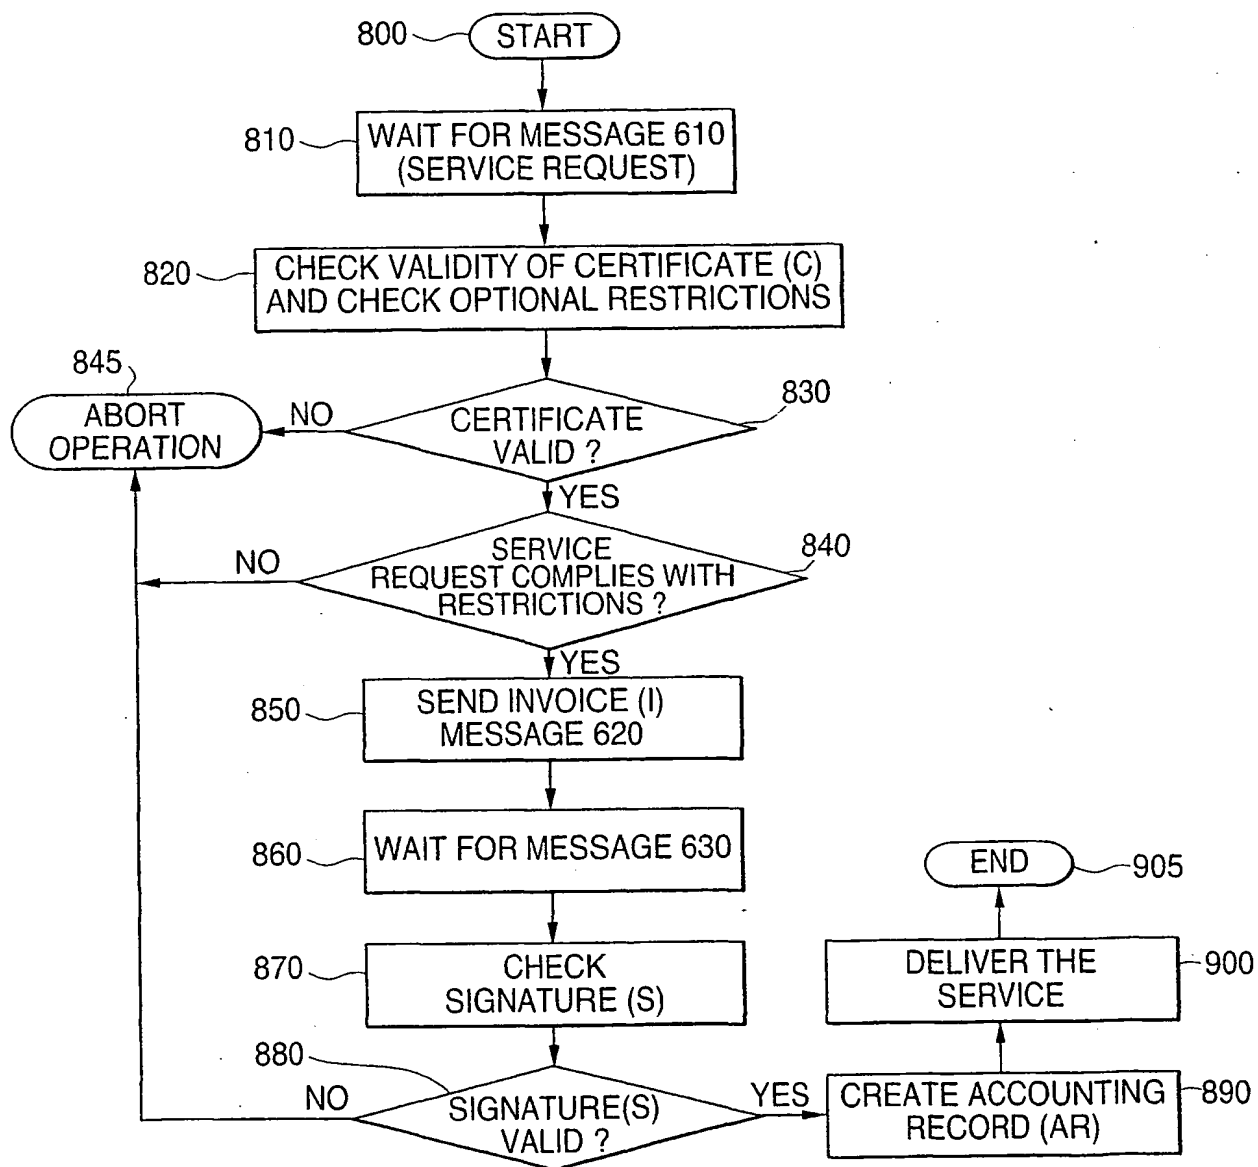 800
START
810
WAIT FOR MESSAGE 610
(SERVICE REQUEST)
820
CHECK VALIDITY OF CERTIFICATE (C)
AND CHECK OPTIONAL RESTRICTIONS
845
ABORT
OPERATION
NO
830
CERTIFICATE
VALID ?
YES
NO
840
SERVICE
REQUEST COMPLIES WITH
RESTRICTIONS ?
YES
850
SEND INVOICE (I)
MESSAGE 620
860
WAIT FOR MESSAGE 630
870
CHECK
SIGNATURE (S)
880
NO
SIGNATURE(S)
VALID ?
YES
CREATE ACCOUNTING
RECORD (AR)
890
DELIVER THE
SERVICE
900
END
905